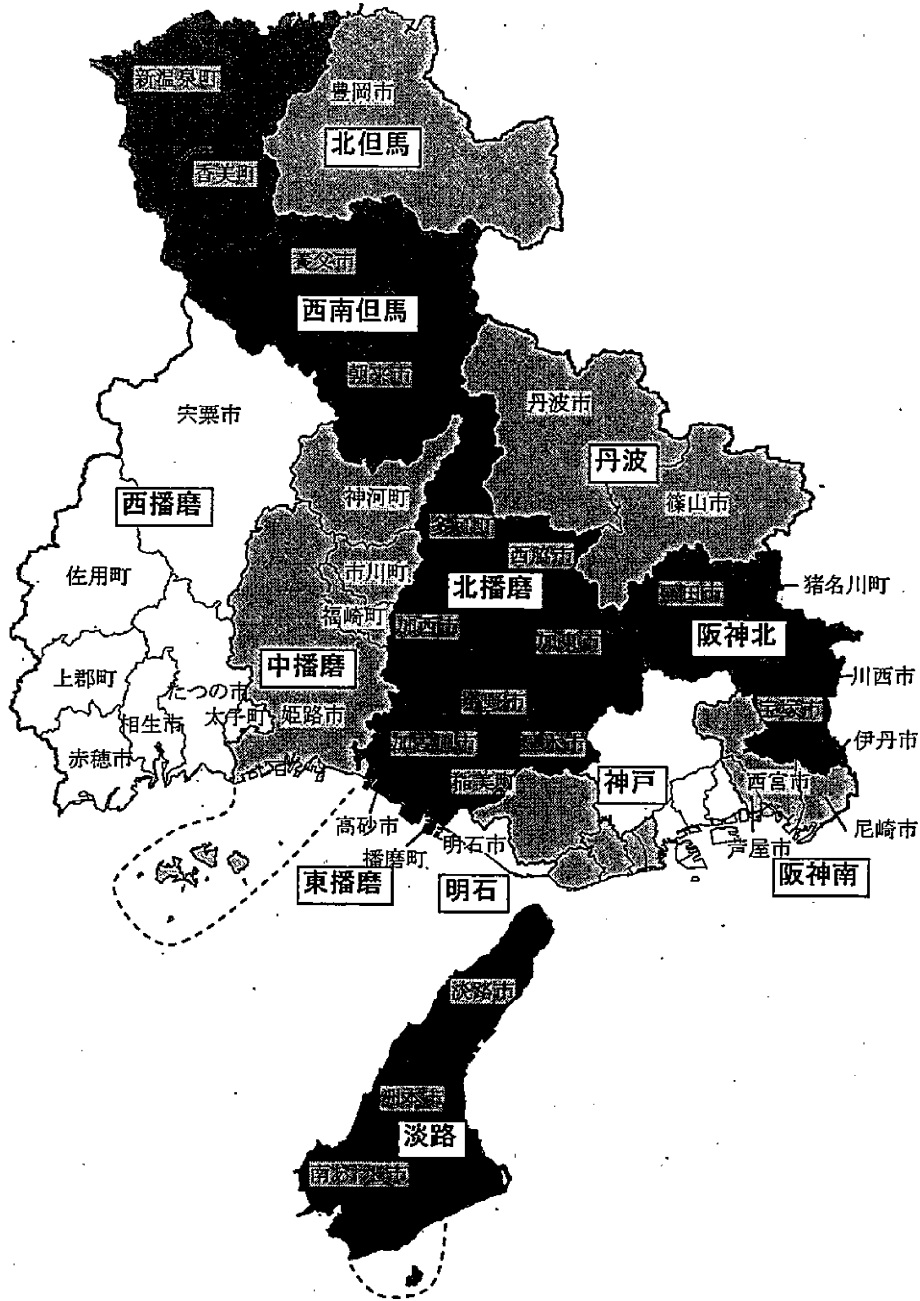 新温泉町
豊岡市
北但馬
香美町
養父市
西南但馬
朝来市
宍粟市
丹波市
丹波
西播磨
神河町
篠山市
多可町
西脇市
佐用町
市川町
北播磨
猪名川町
三田市
福崎町
加西市
加東市
阪神北
上郡町
中播磨
川西市
たつの市
相生市
太子町
姫路市
小野市
宝塚市
赤穂市
加古川市
三木市
伊丹市
稲美町
神戸
西宮市
高砂市
明石市
播磨町
芦屋市
尼崎市
東播磨
明石
阪神南
淡路市
洲本市
淡路
南あわじ市